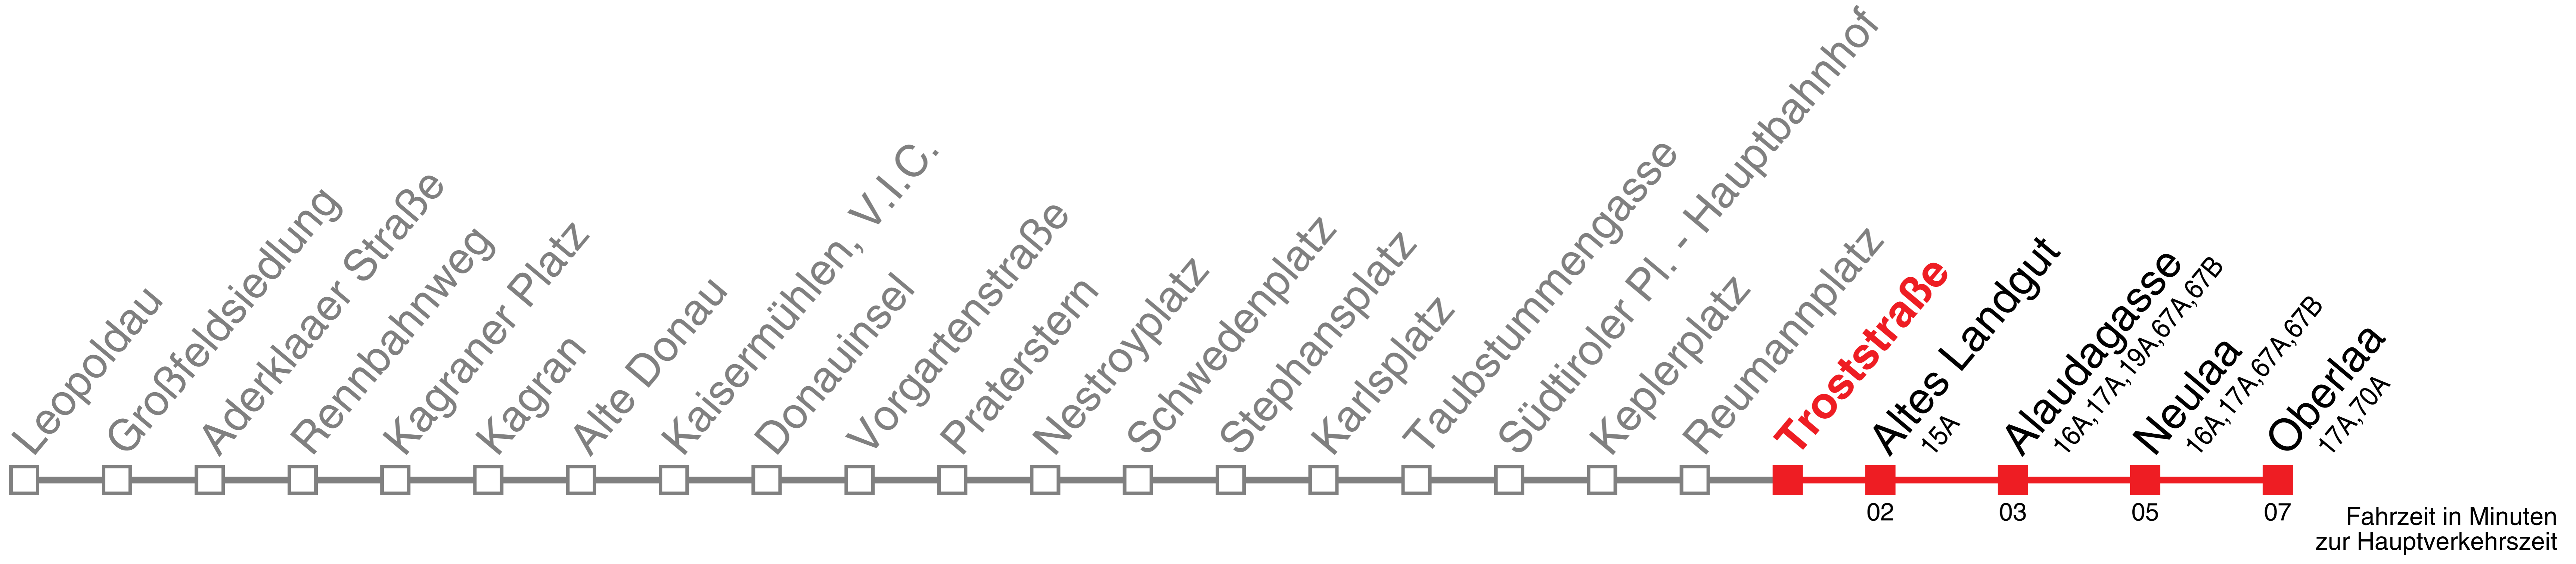 Leopoldau
Großfeldsiedlung
Aderklaaer Straße
Rennbahnweg
Kagraner Platz
Kagran
Alte Donau
Kaisermühlen, V.I.C.
Donauinsel
Vorgartenstraße
Praterstern
Nestroyplatz
Schwedenplatz
Stephansplatz
Karlsplatz
Taubstummengasse
Südtiroler Pl. - Hauptbahnhof
Keplerplatz
Reumannplatz
Troststraße
Altes Landgut
15A
Alaudagasse
16A,17A,19A,67A,67B
Neulaa
16A,17A,67A,67B
Oberlaa
17A,70A
02
03
05
07
Fahrzeit in Minuten
zur Hauptverkehrszeit